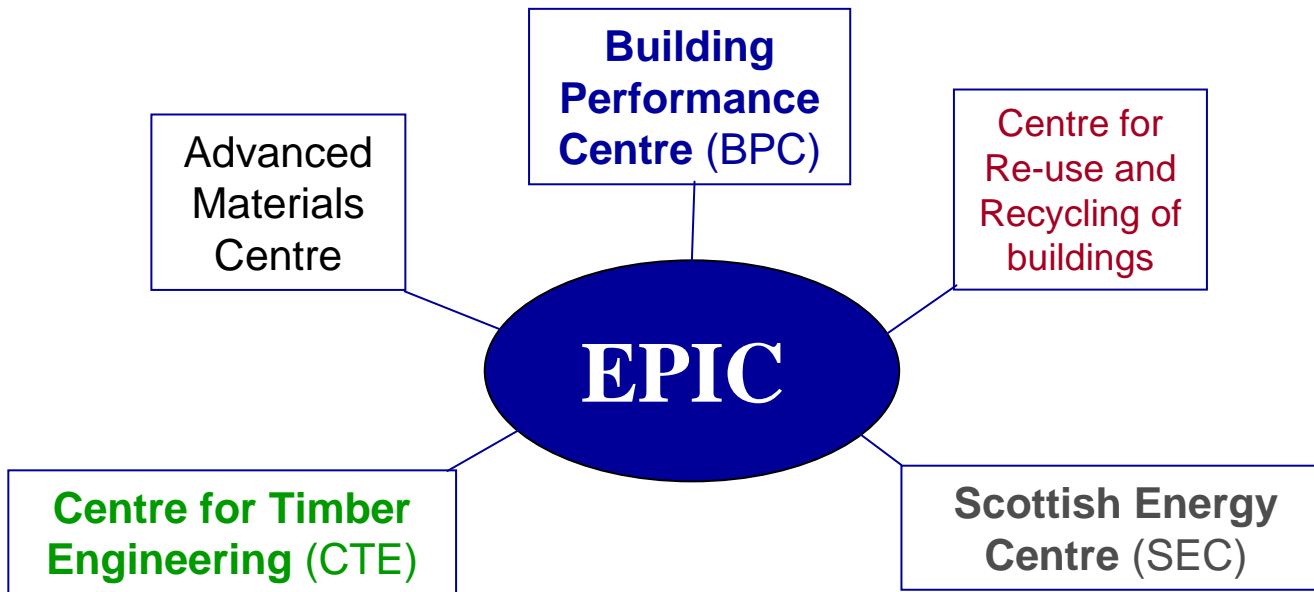 Building
Performance
Centre (BPC)
Advanced
Materials
Centre
Centre for
Re-use and
Recycling of
buildings
EPIC
Centre for Timber
Engineering (CTE)
Scottish Energy
Centre (SEC)